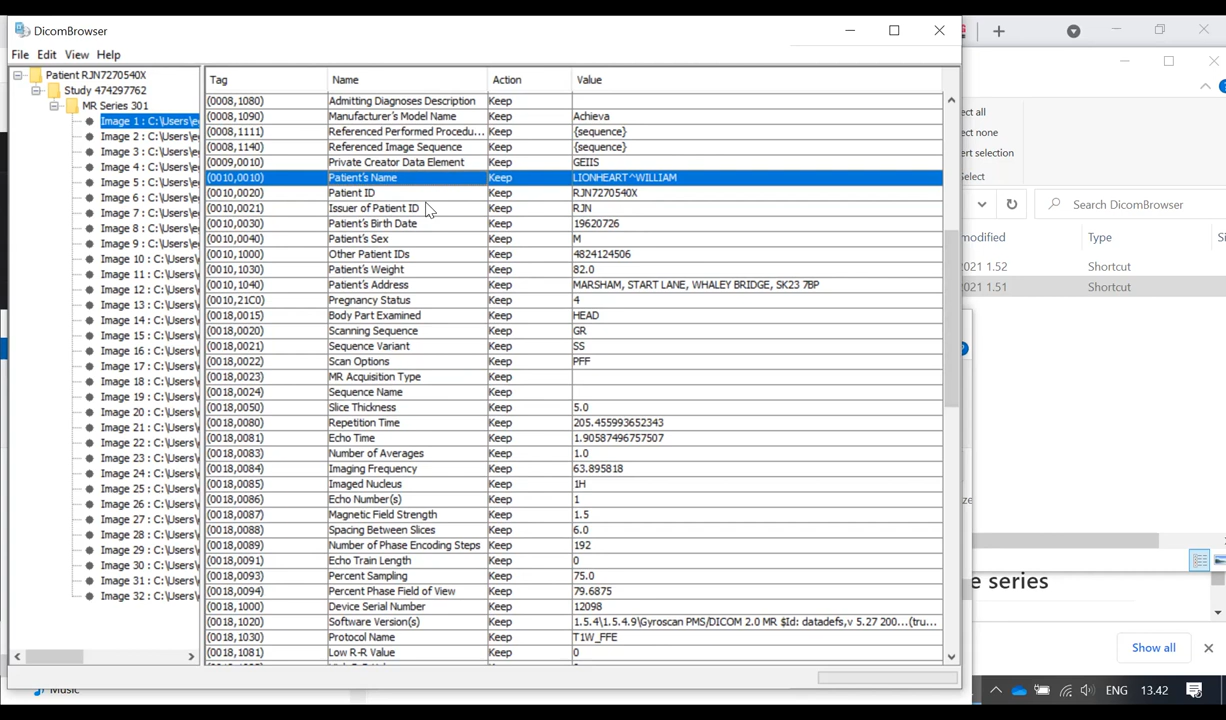 DicomBrowser
File Edit View Help
Patient RJN7270540X
Study 474297762
MR Series 301
Image 1 : C:\Users\e
Image 2 : C:\Users\
Image 3 : C:\Users\
Image 4 : C:\Users\
Image 5 : C:\Users\
Image 6 : C:\Users\
Image 7 : C:\Users\
Image 8 : C:\Users\
Image 9 : C:\Users\
Image 10 : C:\Users
Image 11 : C:\Users
Image 12 : C:\Users
Image 13 : C:\Users
Image 14 : C:\Users
Image 15 : C:\Users
Image 16 : C:\Users
Image 17 : C:\Users
Image 18 : C:\Users
Image 19 : C:\Users
Image 20 : C:\Users
Image 21 : C:\Users
Image 22 : C:\Users
Image 23 : C:\Users
Image 24 : C:\Users
Image 25 : C:\Users
Image 26 : C:\Users
Image 27 : C:\Users
Image 28 : C:\Users
Image 29 : C:\Users
Image 30 : C:\Users
Image 31 : C:\Users
Image 32 : C:\Users
Tag Name Action Value
(0008,1080) Admitting Diagnoses Description Keep
(0008,1090) Manufacturer's Model Name Keep Achieva
(0008,1111) Referenced Performed Procedu... Keep {sequence}
(0008,1140) Referenced Image Sequence Keep {sequence}
(0009,0010) Private Creator Data Element Keep GEIIS
(0010,0010) Patient's Name Keep LIONHEART^WILLIAM
(0010,0020) Patient ID Keep RJN7270540X
(0010,0021) Issuer of Patient ID Keep RJN
(0010,0030) Patient's Birth Date Keep 19620726
(0010,0040) Patient's Sex Keep M
(0010,1000) Other Patient IDs Keep 4824124506
(0010,1030) Patient's Weight Keep 82.0
(0010,1040) Patient's Address Keep MARSHAM, START LANE, WHALEY BRIDGE, SK23 7BP
(0010,21C0) Pregnancy Status Keep 4
(0018,0015) Body Part Examined Keep HEAD
(0018,0020) Scanning Sequence Keep GR
(0018,0021) Sequence Variant Keep SS
(0018,0022) Scan Options Keep PFF
(0018,0023) MR Acquisition Type Keep
(0018,0024) Sequence Name Keep
(0018,0050) Slice Thickness Keep 5.0
(0018,0080) Repetition Time Keep 205.455993652343
(0018,0081) Echo Time Keep 1.90587496757507
(0018,0083) Number of Averages Keep 1.0
(0018,0084) Imaging Frequency Keep 63.895818
(0018,0085) Imaged Nucleus Keep 1H
(0018,0086) Echo Number(s) Keep 1
(0018,0087) Magnetic Field Strength Keep 1.5
(0018,0088) Spacing Between Slices Keep 6.0
(0018,0089) Number of Phase Encoding Steps Keep 192
(0018,0091) Echo Train Length Keep 0
(0018,0093) Percent Sampling Keep 75.0
(0018,0094) Percent Phase Field of View Keep 79.6875
(0018,1000) Device Serial Number Keep 12098
(0018,1020) Software Version(s) Keep 1.5.4\1.5.4.9\Gyroscan PMS/DICOM 2.0 MR $Id: datadefs,v 5.27 200...(tru...
(0018,1030) Protocol Name Keep T1W_FFE
(0018,1081) Low R-R Value Keep 0
ect all
ect none
ert selection
Select
Search DicomBrowser
modified Type Si
2021 1.52 Shortcut
2021 1.51 Shortcut
ze
e series
Show all
Music
ENG 13.42